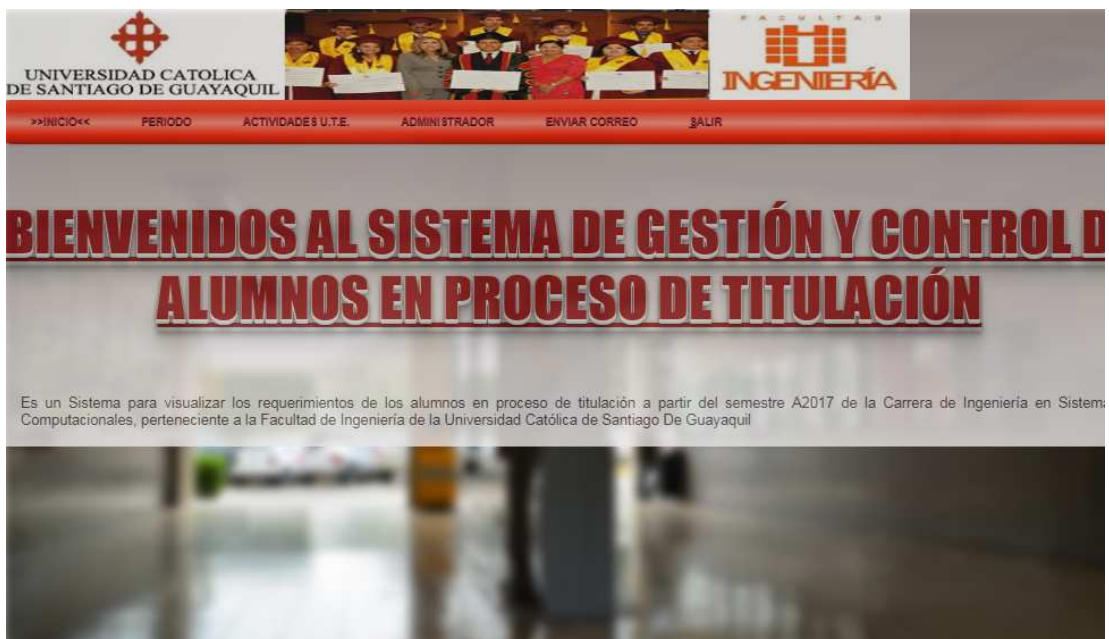 UNIVERSIDAD CATOLICA
DE SANTIAGO DE GUAYAQUIL
FACULTAD
INGENIERÍA
>>INICIO<< PERIODO ACTIVIDADES U.T.E. ADMINISTRADOR ENVIAR CORREO SALIR
BIENVENIDOS AL SISTEMA DE GESTIÓN Y CONTROL D
ALUMNOS EN PROCESO DE TITULACIÓN
Es un Sistema para visualizar los requerimientos de los alumnos en proceso de titulación a partir del semestre A2017 de la Carrera de Ingeniería en Sistema
Computacionales, perteneciente a la Facultad de Ingeniería de la Universidad Católica de Santiago De Guayaquil